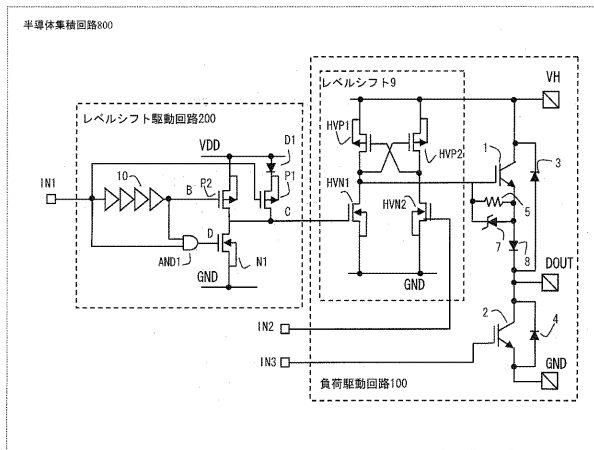 半導体集積回路800
レベルシフト駆動回路200
レベルシフト9
VH
VDD
D1
HVP1
HVP2
1
3
IN1
10
B
P2
P1
C
HVN1
HVN2
5
7
8
D
AND1
N1
GND
GND
DOUT
IN2
2
4
IN3
GND
負荷駆動回路100